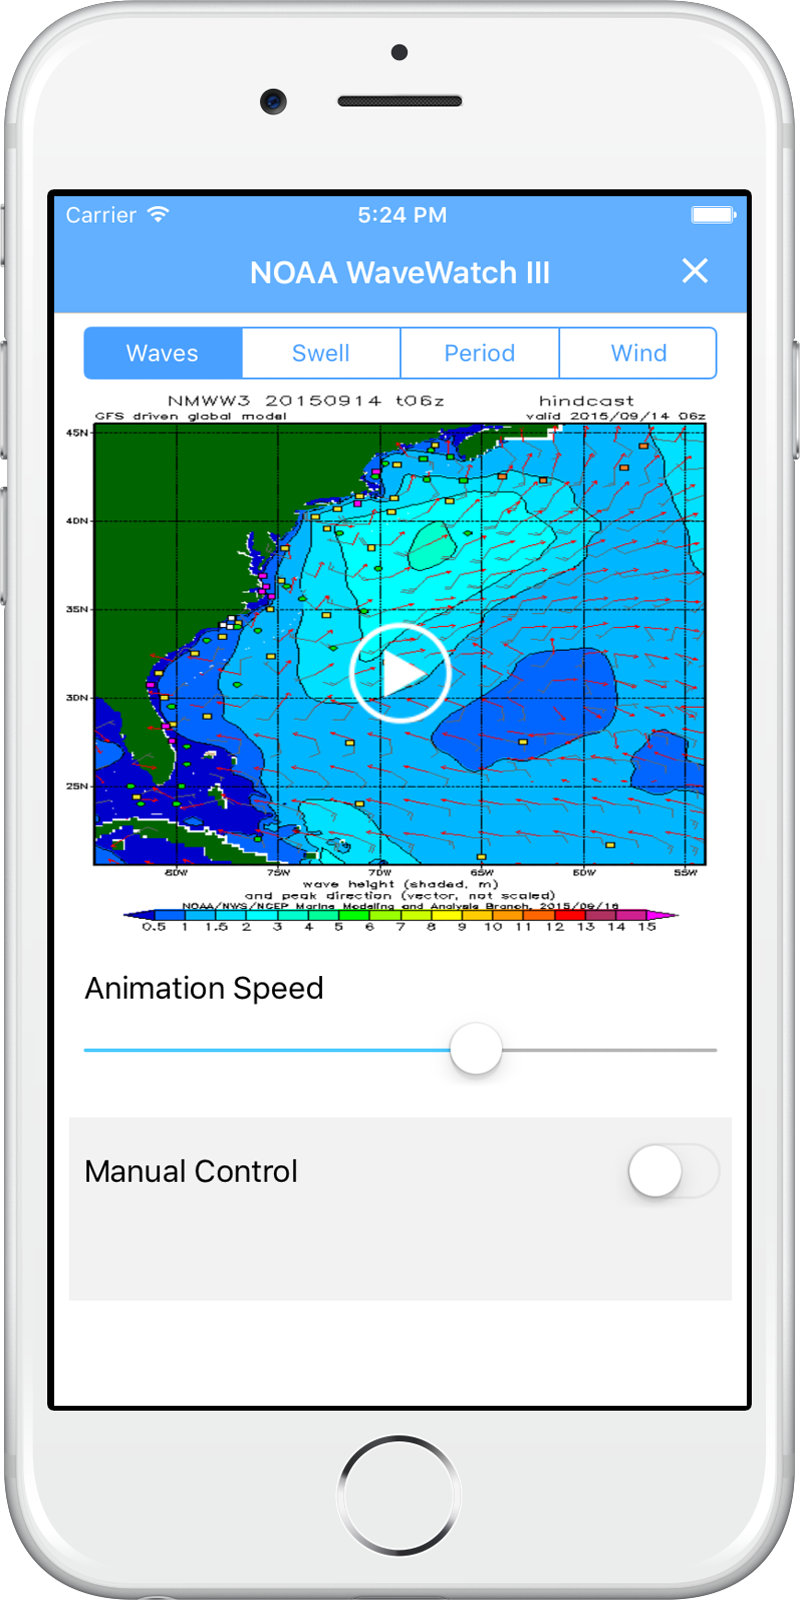 Carrier 5:24 PM
NOAA WaveWatch III
Waves Swell Period Wind
NMWW3 20150914 t06z hindcast
GFS driven global model valid 2015/09/14 06z
45N
40N
35N
30N
25N
80W 75W 70W 65W 60W 55W
wave height (shaded, m)
and peak direction (vector, not scaled)
NOAA/NWS/NCEP Marine Modeling and Analysis Branch, 2015/09/16
0.5 1 1.5 2 3 4 5 6 7 8 9 10 11 12 13 14 15
Animation Speed
Manual Control